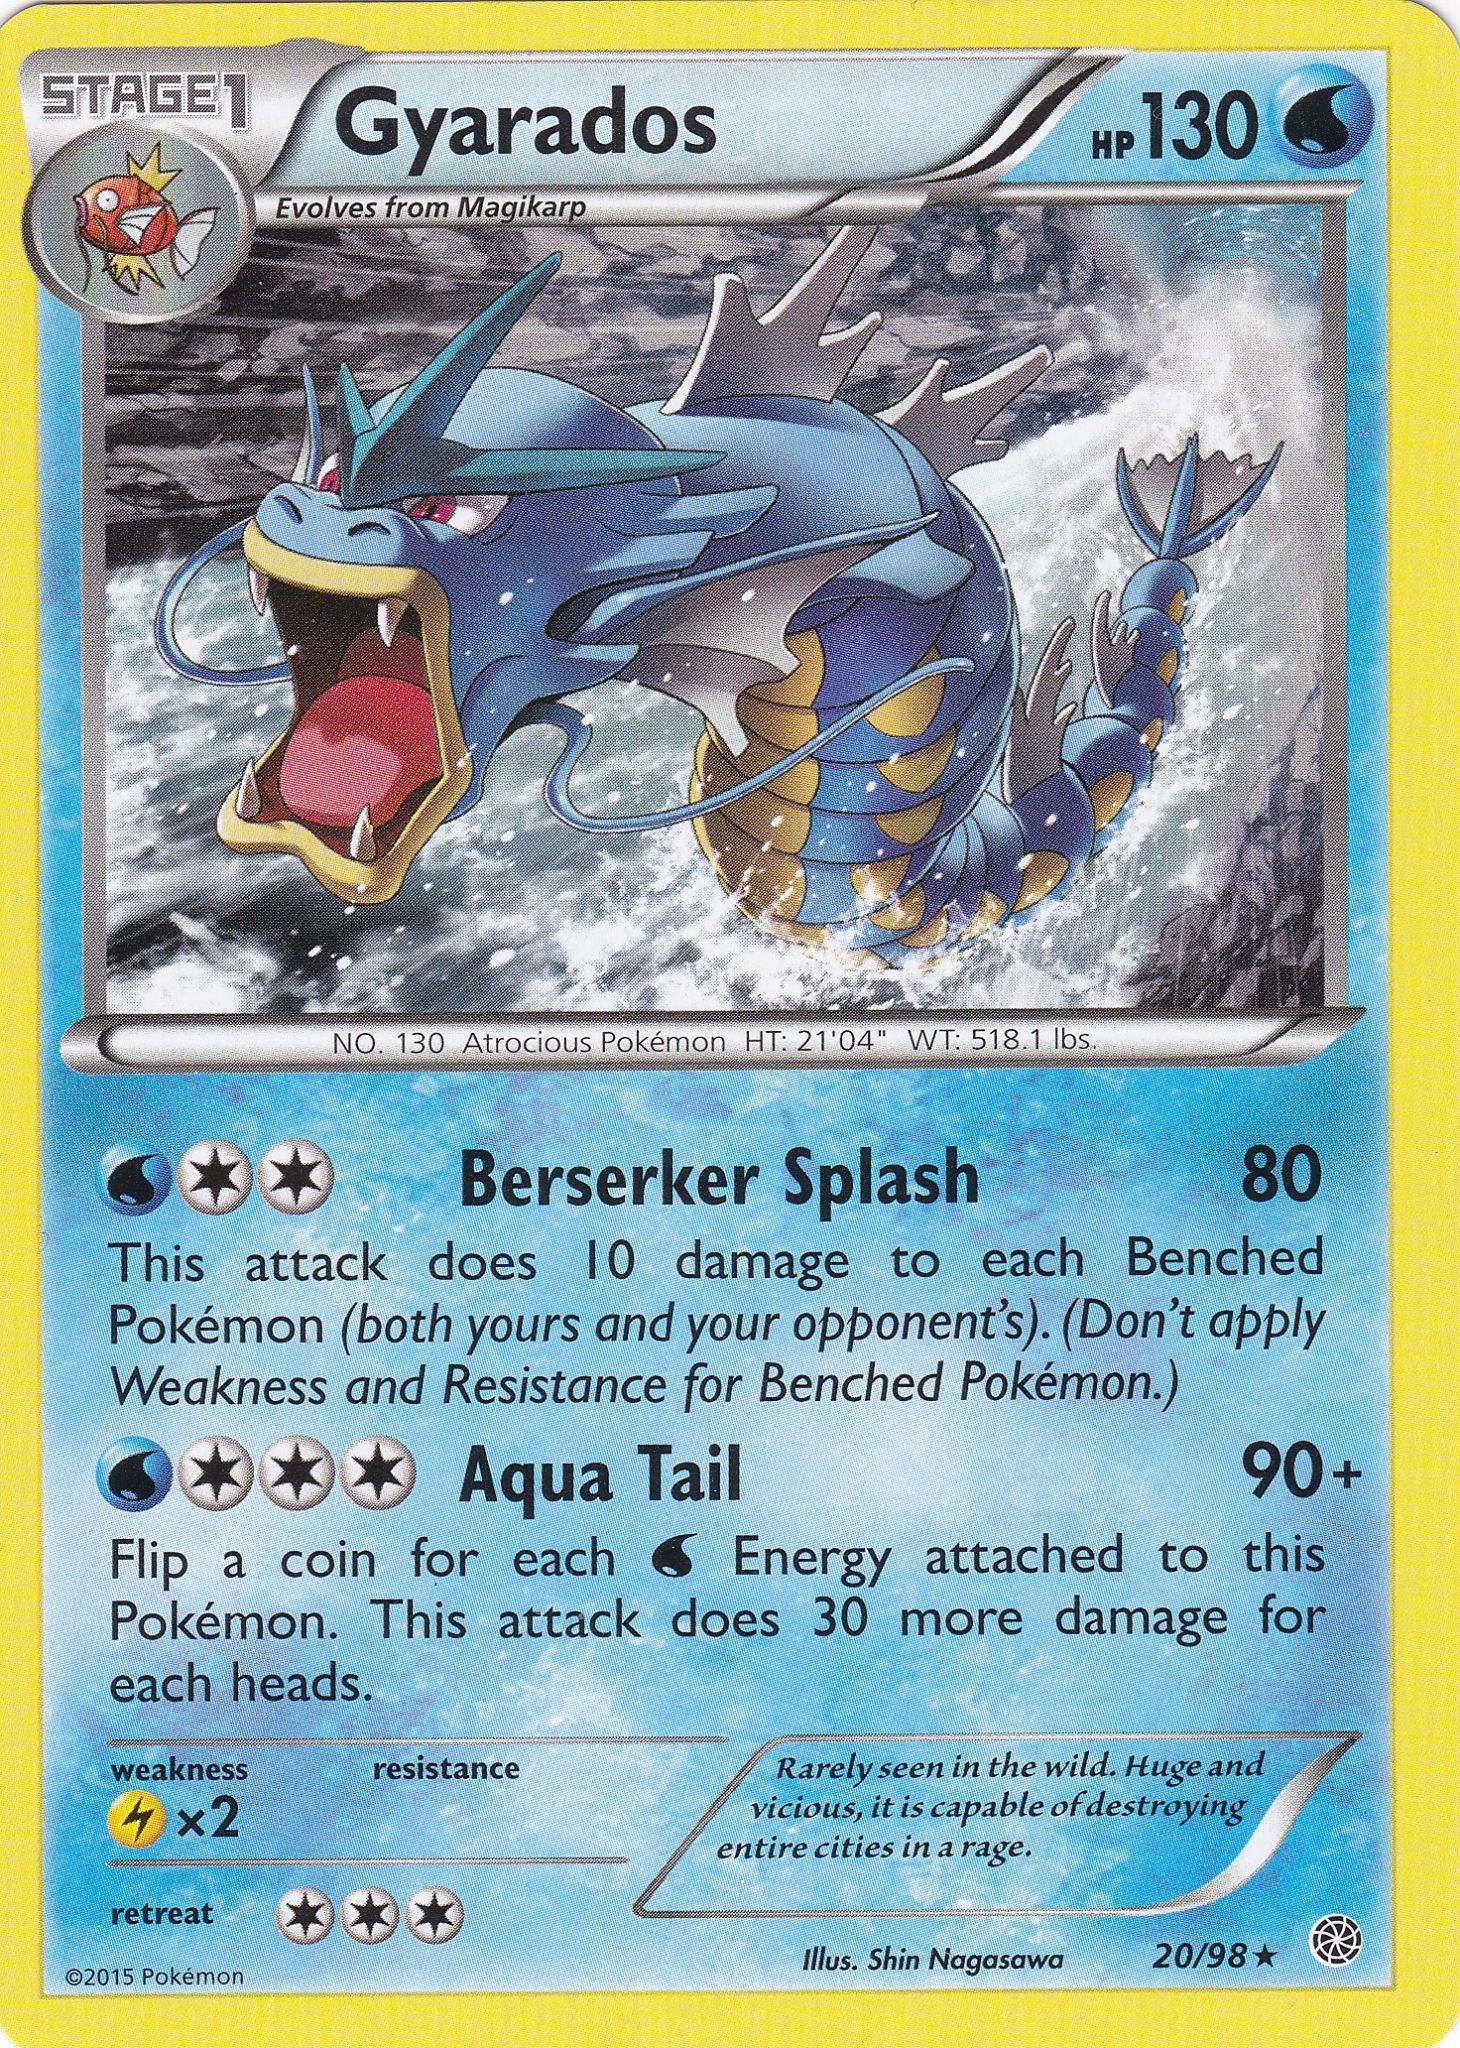 STAGE1
Gyarados
HP130
Evolves from Magikarp
NO. 130 Atrocious Pokémon HT: 21'04" WT: 518.1 lbs.
Berserker Splash 80
This attack does 10 damage to each Benched
Pokémon (both yours and your opponent's). (Don't apply
Weakness and Resistance for Benched Pokémon.)
Aqua Tail 90+
Flip a coin for each Energy attached to this
Pokémon. This attack does 30 more damage for
each heads.
weakness resistance
×2
Rarely seen in the wild. Huge and
vicious, it is capable of destroying
entire cities in a rage.
retreat
Illus. Shin Nagasawa 20/98★
©2015 Pokémon